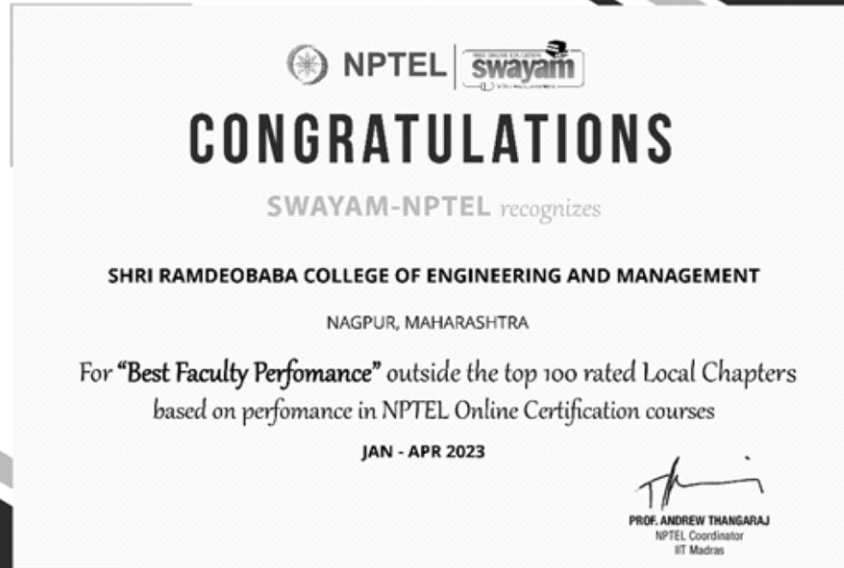 NPTEL swayam
CONGRATULATIONS
SWAYAM-NPTEL recognizes
SHRI RAMDEOBABA COLLEGE OF ENGINEERING AND MANAGEMENT
NAGPUR, MAHARASHTRA
For “Best Faculty Perfomance” outside the top 100 rated Local Chapters
based on perfomance in NPTEL Online Certification courses
JAN - APR 2023
PROF. ANDREW THANGARAJ
NPTEL Coordinator
IIT Madras